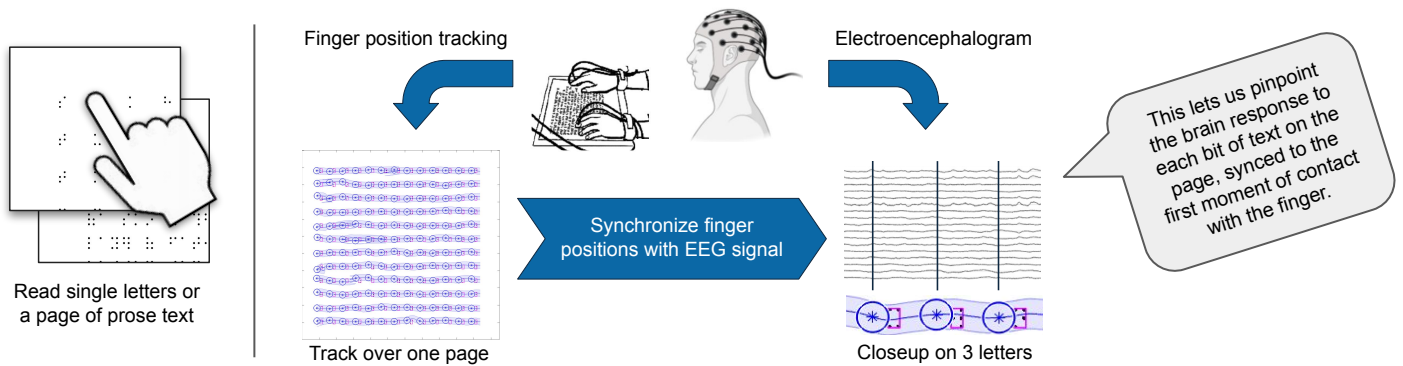 Read single letters or
a page of prose text
Finger position tracking
Electroencephalogram
Synchronize finger
positions with EEG signal
Track over one page
Closeup on 3 letters
This lets us pinpoint
the brain response to
each bit of text on the
page, synced to the
first moment of contact
with the finger.